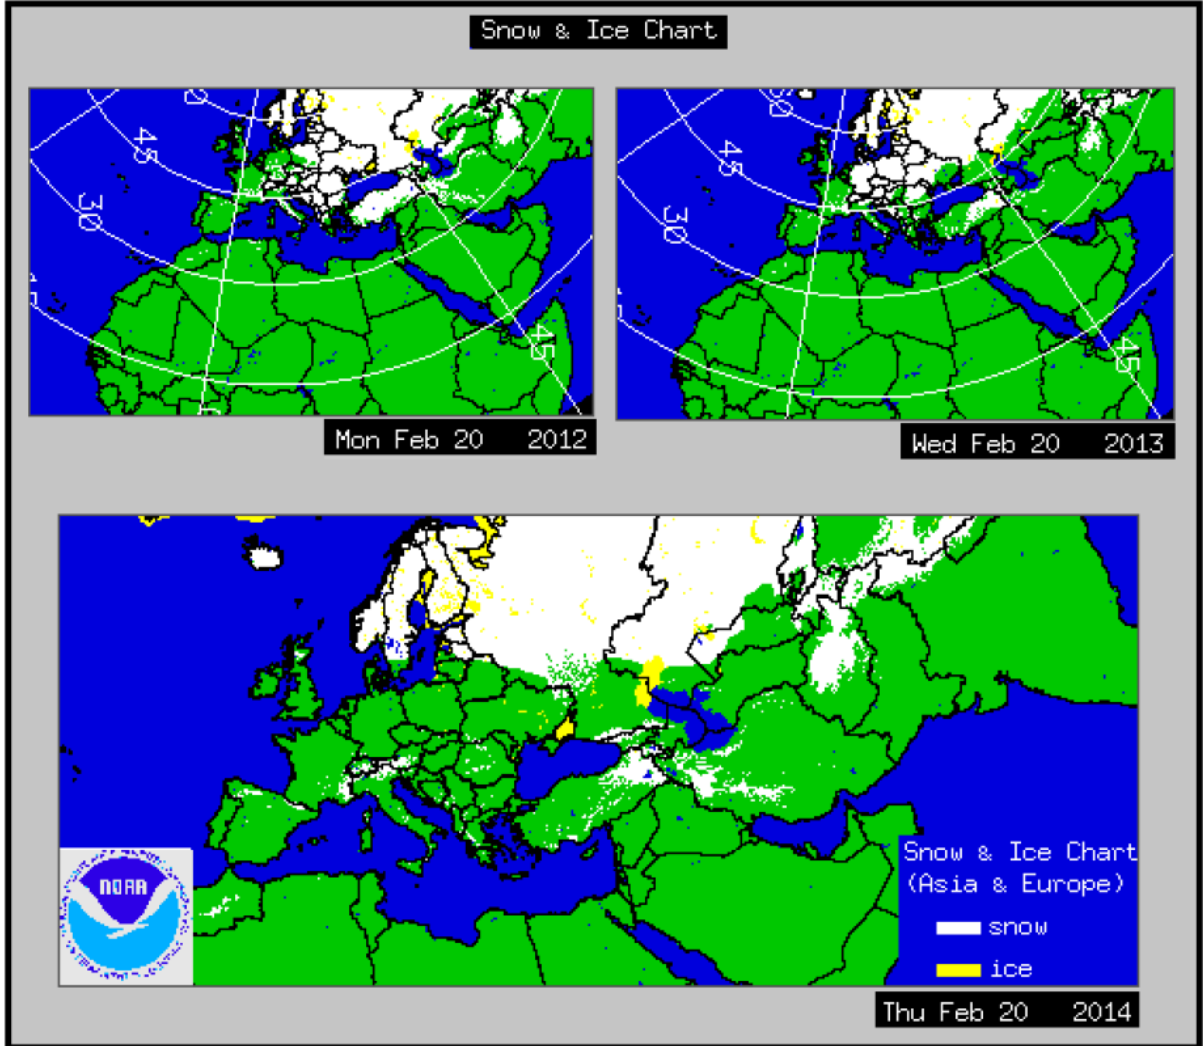 Snow & Ice Chart
45
30
45
Mon Feb 20 2012
45
30
45
Wed Feb 20 2013
NOAA
Snow & Ice Chart
(Asia & Europe)
snow
ice
Thu Feb 20 2014